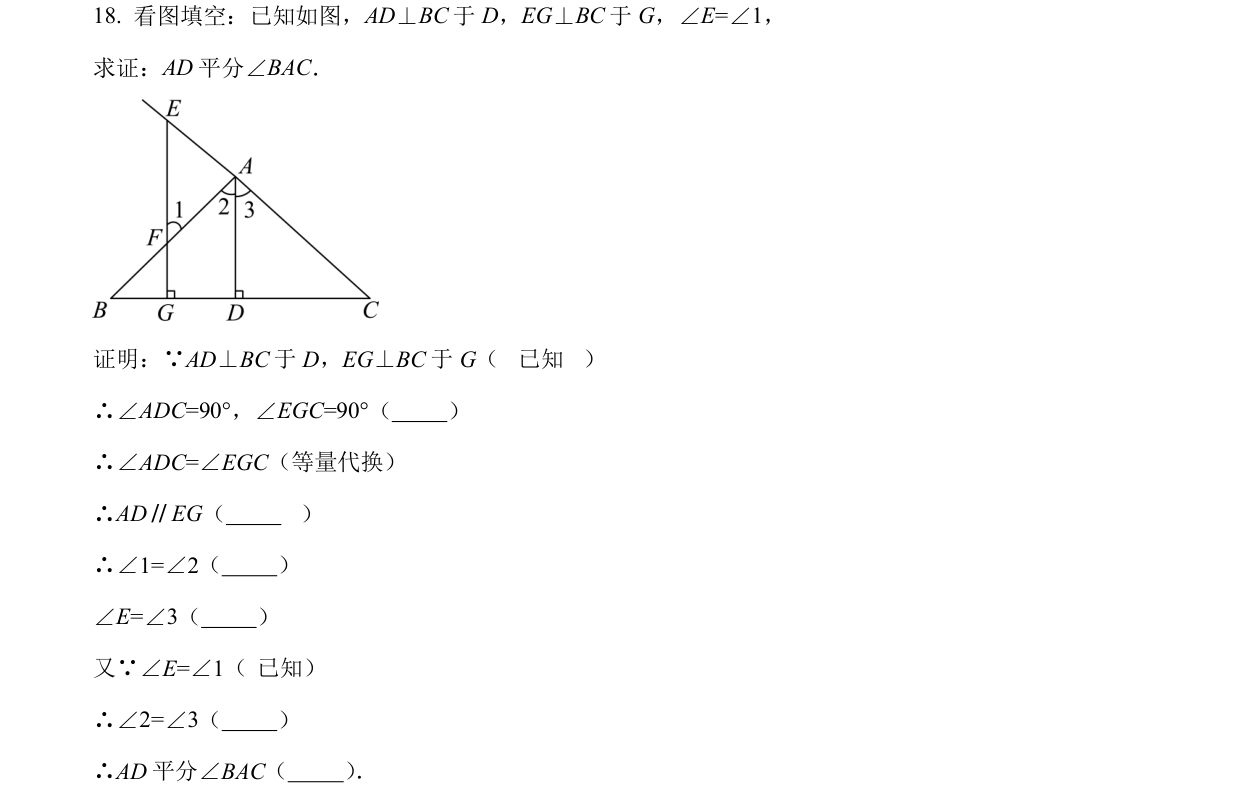 18. 看图填空：已知如图，AD⊥BC于D，EG⊥BC于G，∠E=∠1，
求证：AD平分∠BAC．
E
A
1
2
3
F
B
G
D
C
证明：∵AD⊥BC于D，EG⊥BC于G（ 已知 ）
∴∠ADC=90°，∠EGC=90°（_____）
∴∠ADC=∠EGC（等量代换）
∴AD∥EG（_____ ）
∴∠1=∠2（_____）
∠E=∠3（_____）
又∵∠E=∠1（ 已知）
∴∠2=∠3（_____）
∴AD平分∠BAC（_____）．